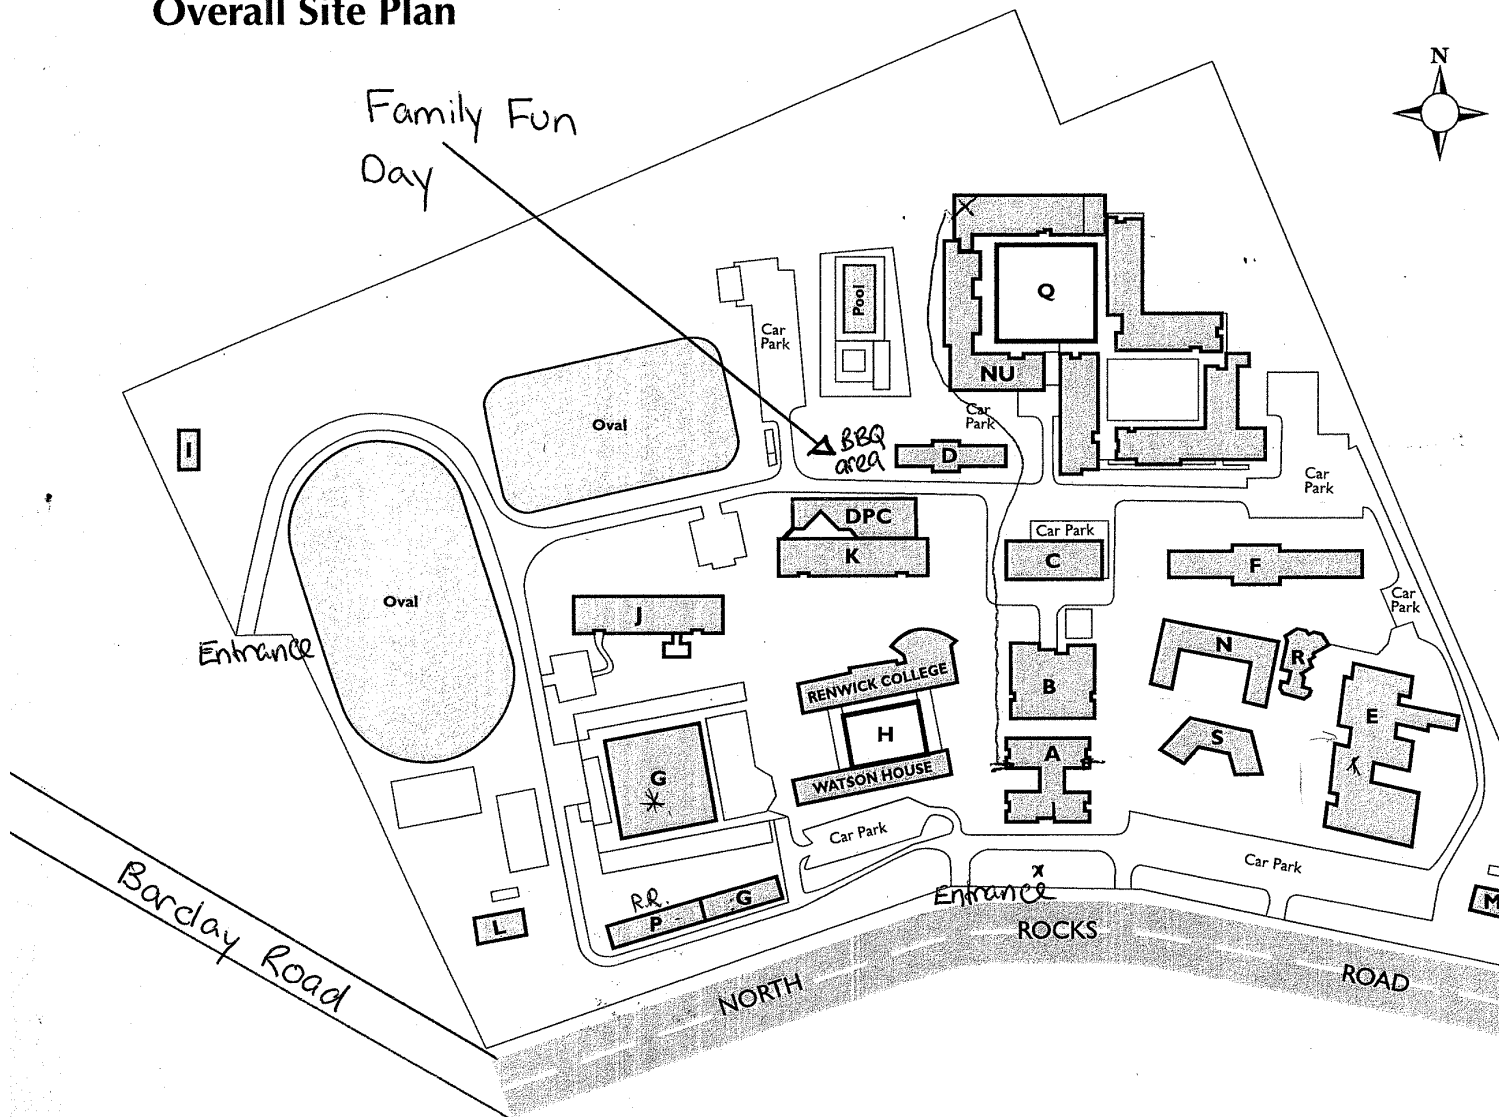 Overall Site Plan
N
Family Fun
Day
Q
Pool
Car
Park
NU
Car
Park
Oval
I
BBQ
area
D
Car
Park
DPC
K
Car Park
C
F
Oval
J
Car
Park
Entrance
N
R
RENWICK COLLEGE
B
H
E
S
A
WATSON HOUSE
G
Car Park
Car Park
Barclay Road
R.R.
P
G
Entrance
L
M
NORTH
ROCKS
ROAD